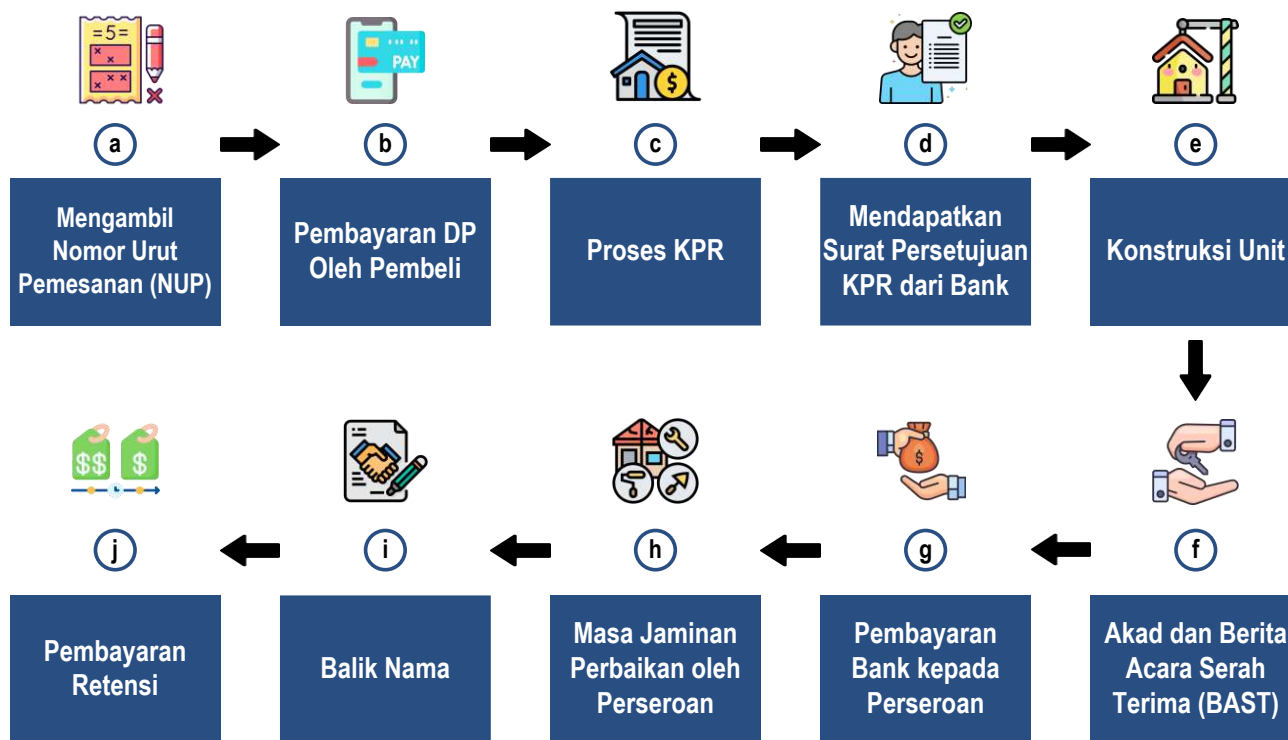 =5=
PAY
$
a
b
c
d
e
Mengambil
Nomor Urut
Pemesanan (NUP)
Pembayaran DP
Oleh Pembeli
Proses KPR
Mendapatkan
Surat Persetujuan
KPR dari Bank
Konstruksi Unit
$$
$
$
j
i
h
g
f
Pembayaran
Retensi
Balik Nama
Masa Jaminan
Perbaikan oleh
Perseroan
Pembayaran
Bank kepada
Perseroan
Akad dan Berita
Acara Serah
Terima (BAST)